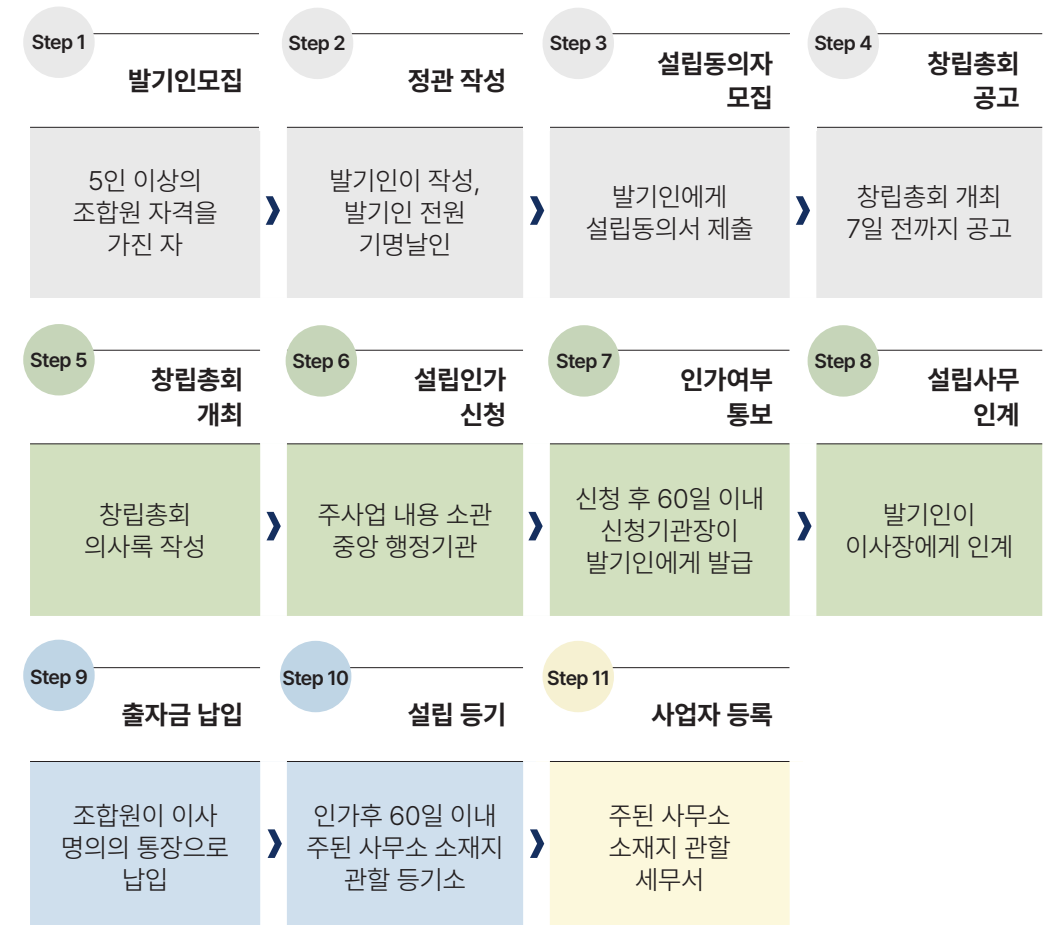 Step 1
발기인모집
5인 이상의
조합원 자격을
가진 자
Step 2
정관 작성
발기인이 작성,
발기인 전원
기명날인
Step 3
설립동의자
모집
발기인에게
설립동의서 제출
Step 4
창립총회
공고
창립총회 개최
7일 전까지 공고
Step 5
창립총회
개최
창립총회
의사록 작성
Step 6
설립인가
신청
주사업 내용 소관
중앙 행정기관
Step 7
인가여부
통보
신청 후 60일 이내
신청기관장이
발기인에게 발급
Step 8
설립사무
인계
발기인이
이사장에게 인계
Step 9
출자금 납입
조합원이 이사
명의의 통장으로
납입
Step 10
설립 등기
인가후 60일 이내
주된 사무소 소재지
관할 등기소
Step 11
사업자 등록
주된 사무소
소재지 관할
세무서